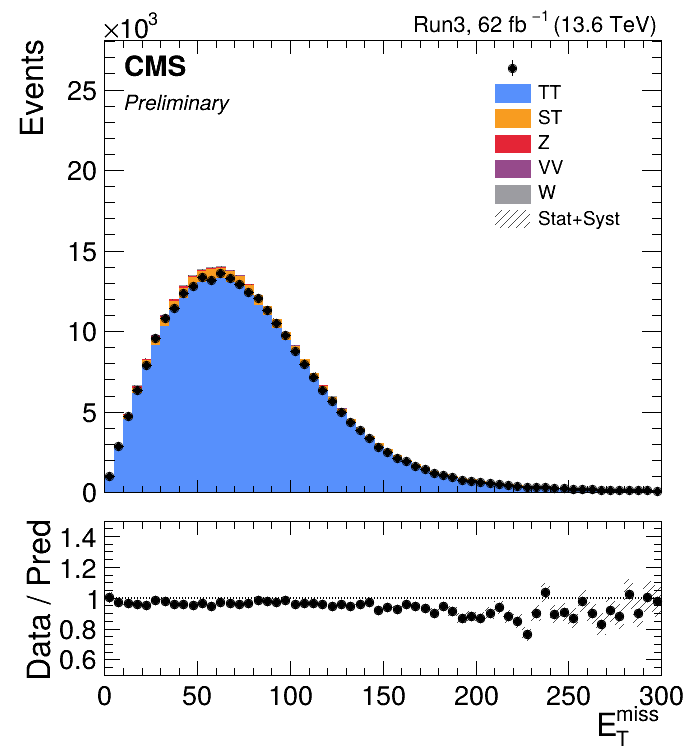 ×10³ Run3, 62 fb⁻¹ (13.6 TeV)
CMS
Preliminary
Events
TT
ST
Z
VV
W
Stat+Syst
25
20
15
10
5
0
Data / Pred
1.4
1.2
1
0.8
0.6
0 50 100 150 200 250 300
E_T^miss